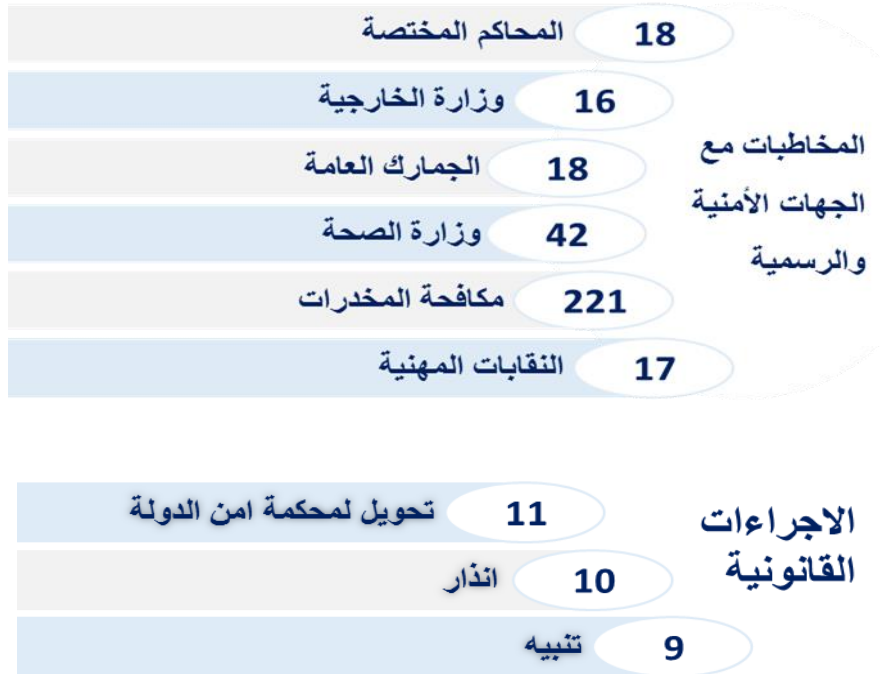 المخاطبات مع
الجهات الأمنية
والرسمية
18 المحاكم المختصة
16 وزارة الخارجية
18 الجمارك العامة
42 وزارة الصحة
221 مكافحة المخدرات
17 النقابات المهنية
الاجراءات
القانونية
11 تحويل لمحكمة امن الدولة
10 انذار
9 تنبيه